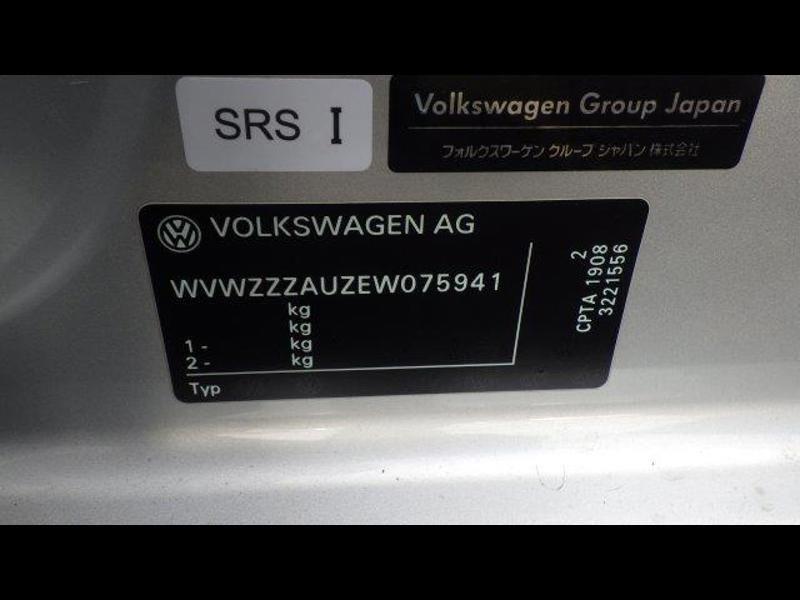 SRS I
Volkswagen Group Japan
フォルクスワーゲン グループ ジャパン 株式会社
VOLKSWAGEN AG
WVWZZZAUZEW075941
kg
kg
1 - kg
2 - kg
Typ
2
CPTA 1908
3221556